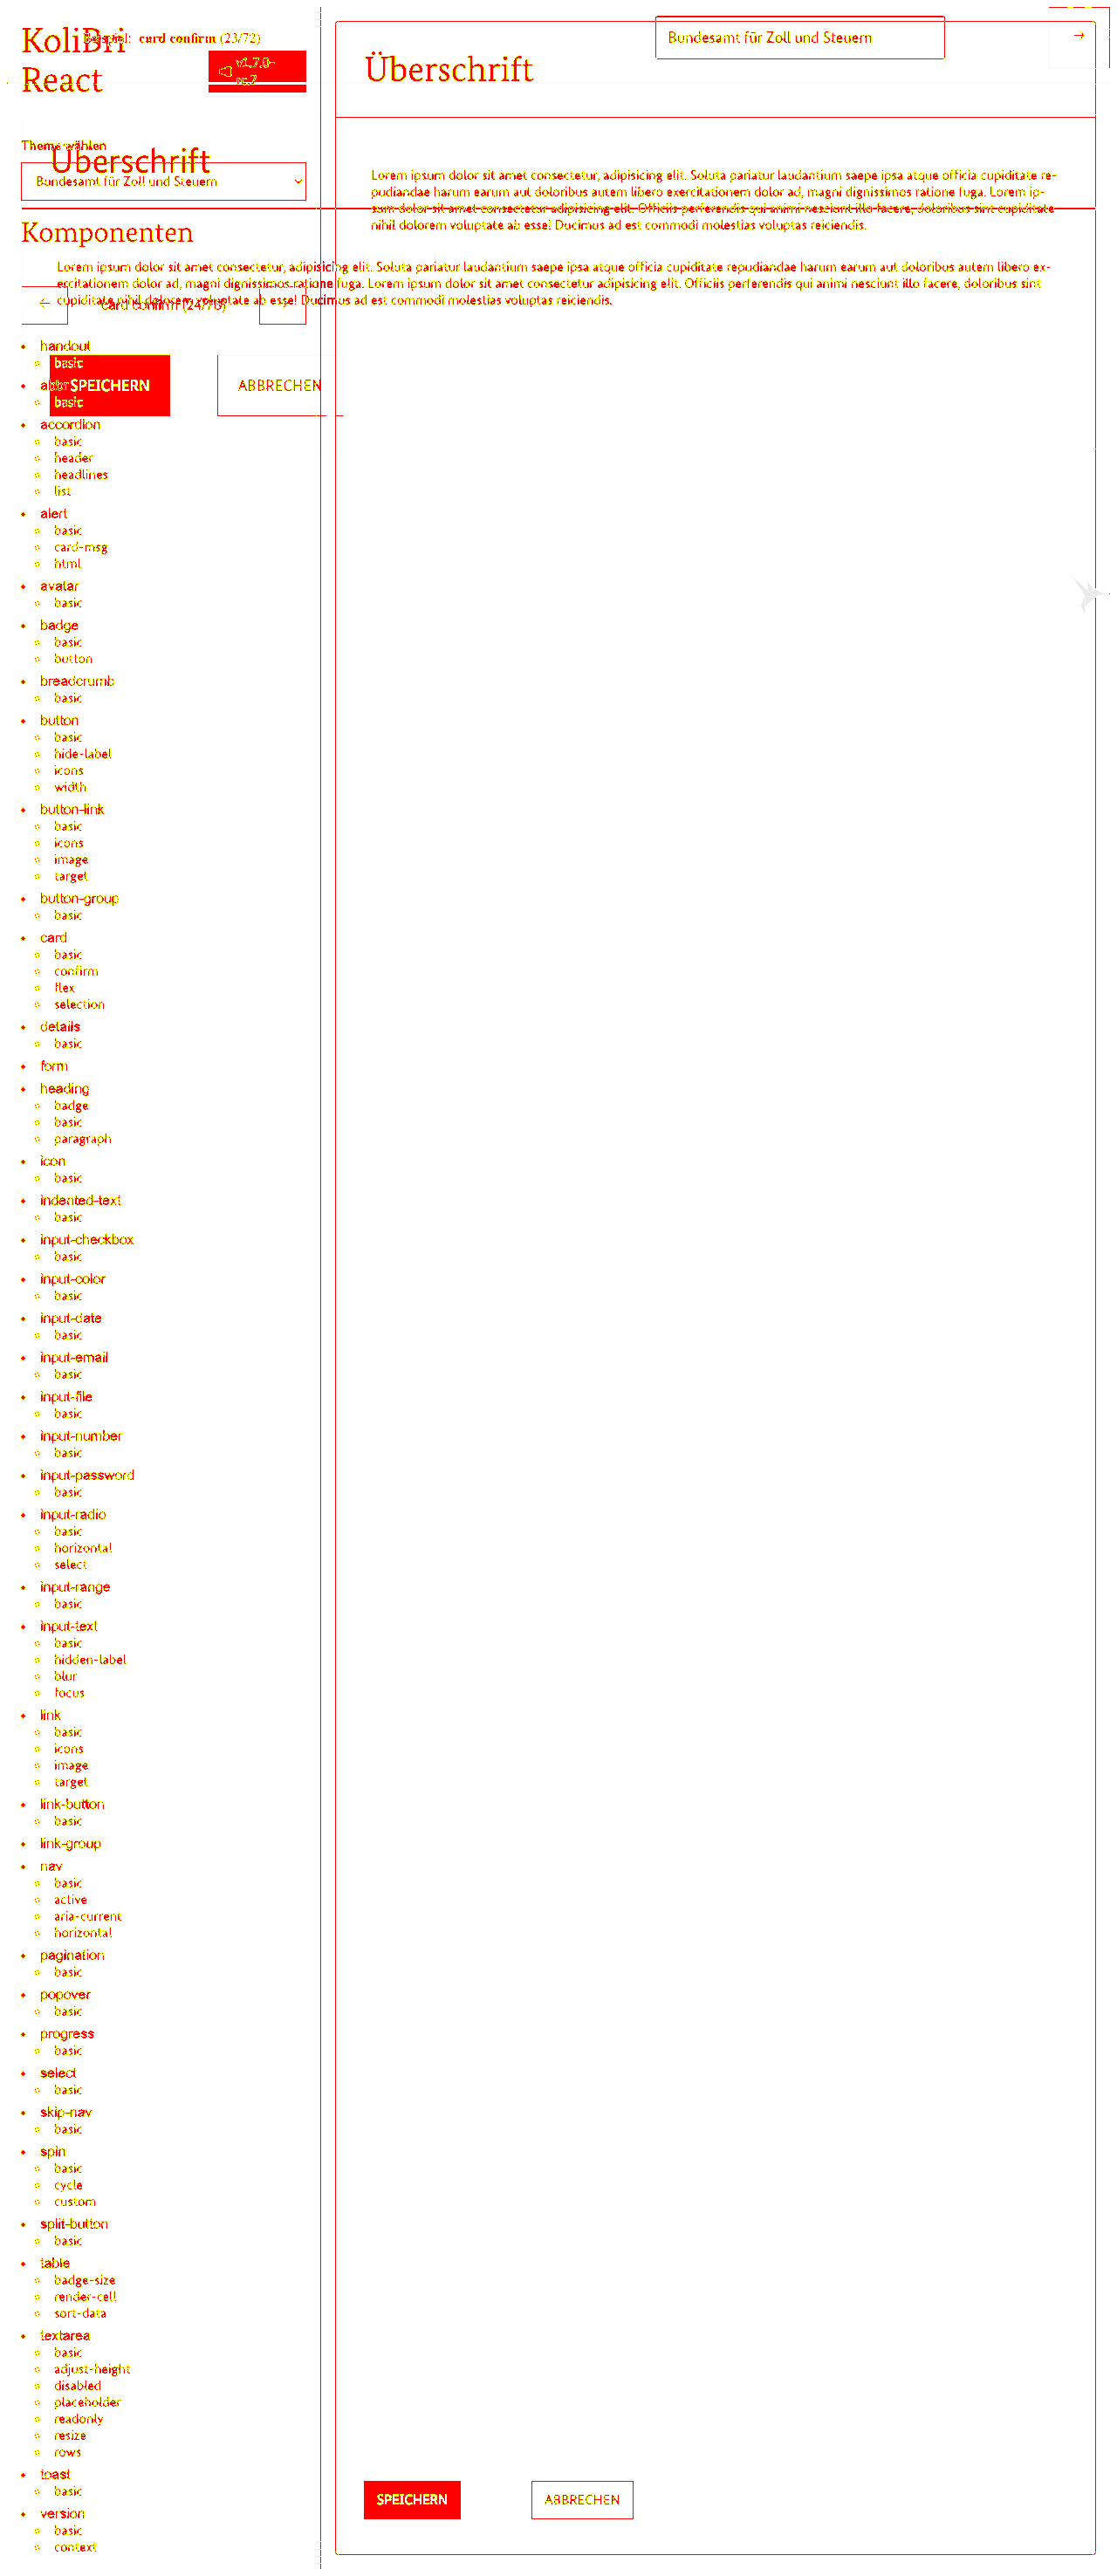 KoliBri
React
Beispiel: card confirm (23/72)
v1.7.0-
rc.2
Theme wählen
Bundesamt für Zoll und Steuern
Überschrift
Komponenten
Lorem ipsum dolor sit amet consectetur, adipisicing elit. Soluta pariatur laudantium saepe ipsa atque officia cupiditate repudiandae harum earum aut doloribus autem libero ex-
ercitationem dolor ad, magni dignissimos ratione fuga. Lorem ipsum dolor sit amet consectetur adipisicing elit. Officiis perferendis qui animi nesciunt illo facere, doloribus sint
cupiditate nihil dolorem voluptate ab esse! Ducimus ad est commodi molestias voluptas reiciendis.
← card confirm (24/76)
SPEICHERN
ABBRECHEN
handout
basic
abbr
basic
accordion
basic
header
headlines
list
alert
basic
card-msg
html
avatar
basic
badge
basic
button
breadcrumb
basic
button
basic
hide-label
icons
width
button-link
basic
icons
image
target
button-group
basic
card
basic
confirm
flex
selection
details
basic
form
heading
badge
basic
paragraph
icon
basic
indented-text
basic
input-checkbox
basic
input-color
basic
input-date
basic
input-email
basic
input-file
basic
input-number
basic
input-password
basic
input-radio
basic
horizontal
select
input-range
basic
input-text
basic
hidden-label
blur
focus
link
basic
icons
image
target
link-button
basic
link-group
nav
basic
active
aria-current
horizontal
pagination
basic
popover
basic
progress
basic
select
basic
skip-nav
basic
spin
basic
cycle
custom
split-button
basic
table
badge-size
render-cell
sort-data
textarea
basic
adjust-height
disabled
placeholder
readonly
resize
rows
toast
basic
version
basic
context
Bundesamt für Zoll und Steuern
→
Überschrift
Lorem ipsum dolor sit amet consectetur, adipisicing elit. Soluta pariatur laudantium saepe ipsa atque officia cupiditate re-
pudiandae harum earum aut doloribus autem libero exercitationem dolor ad, magni dignissimos ratione fuga. Lorem ip-
sum dolor sit amet consectetur adipisicing elit. Officiis perferendis qui animi nesciunt illo facere, doloribus sint cupiditate
nihil dolorem voluptate ab esse! Ducimus ad est commodi molestias voluptas reiciendis.
SPEICHERN
ABBRECHEN